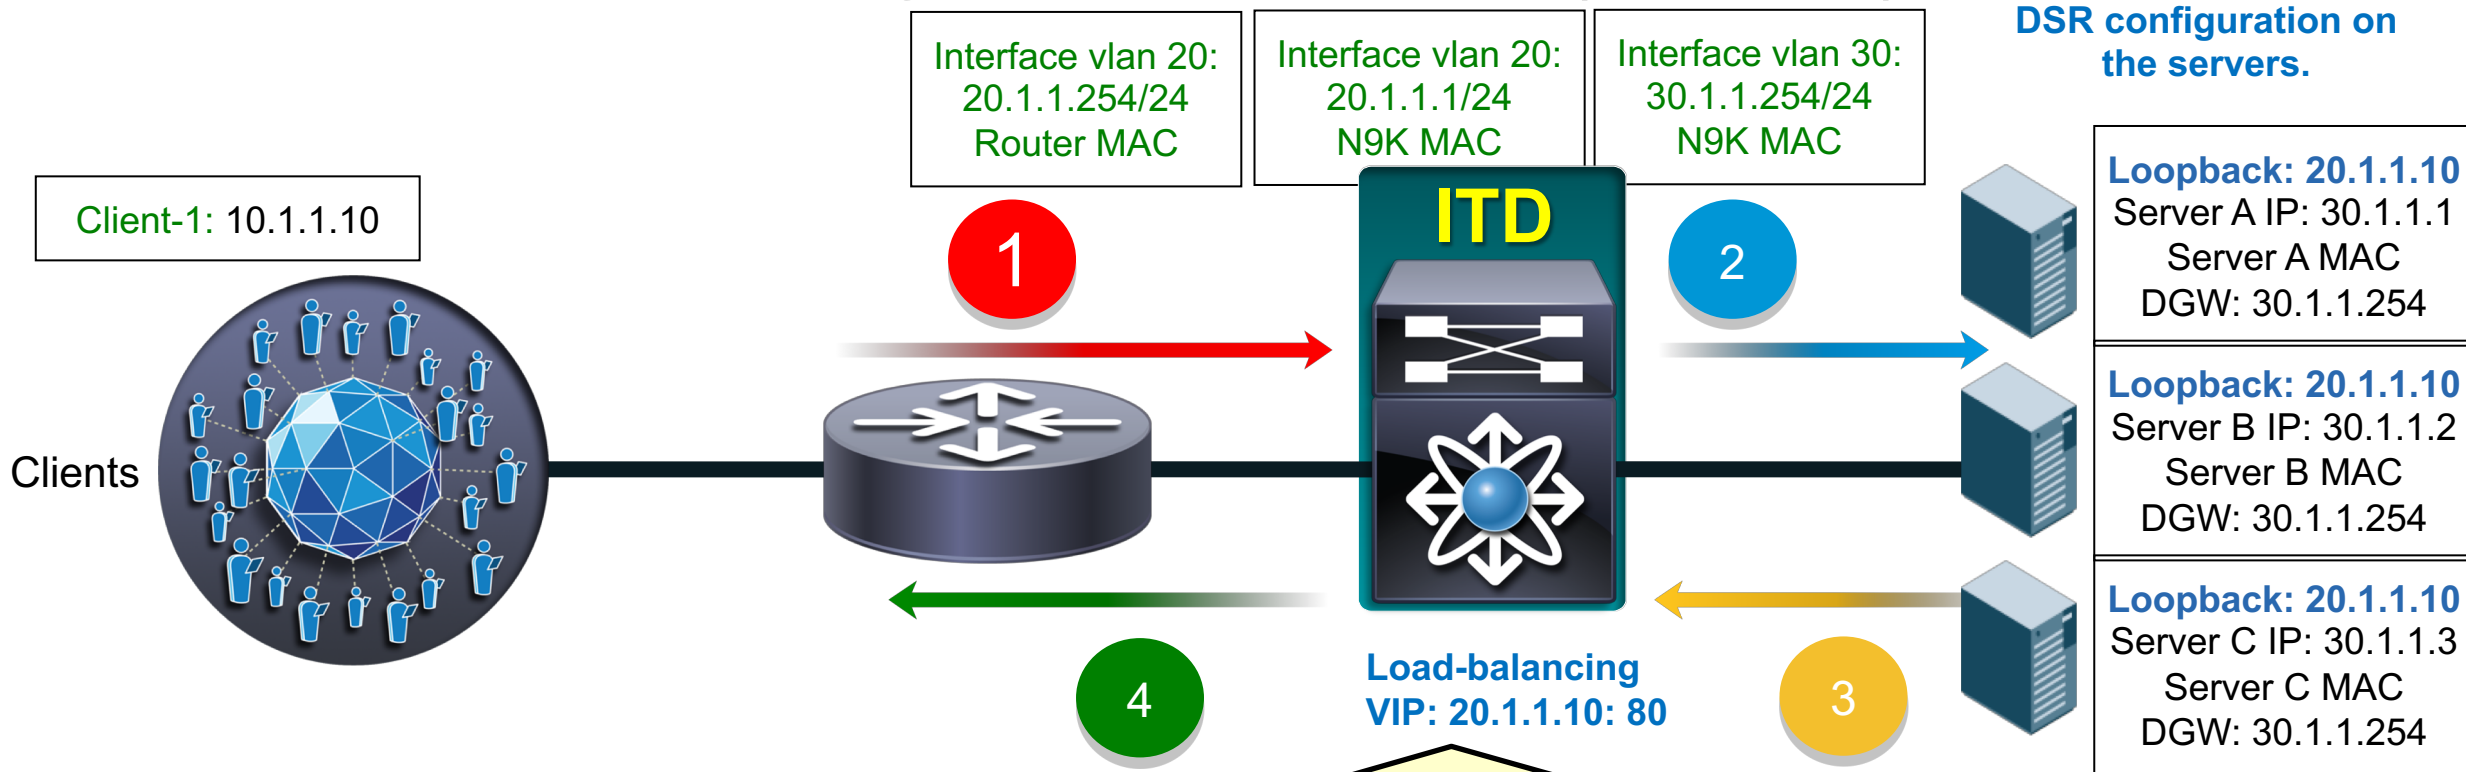 Interface vlan 20:
20.1.1.254/24
Router MAC
Interface vlan 20:
20.1.1.1/24
N9K MAC
Interface vlan 30:
30.1.1.254/24
N9K MAC
DSR configuration on
the servers.
Client-1: 10.1.1.10
1
ITD
2
Loopback: 20.1.1.10
Server A IP: 30.1.1.1
Server A MAC
DGW: 30.1.1.254
Loopback: 20.1.1.10
Server B IP: 30.1.1.2
Server B MAC
DGW: 30.1.1.254
Clients
Loopback: 20.1.1.10
Server C IP: 30.1.1.3
Server C MAC
DGW: 30.1.1.254
4
Load-balancing
VIP: 20.1.1.10: 80
3